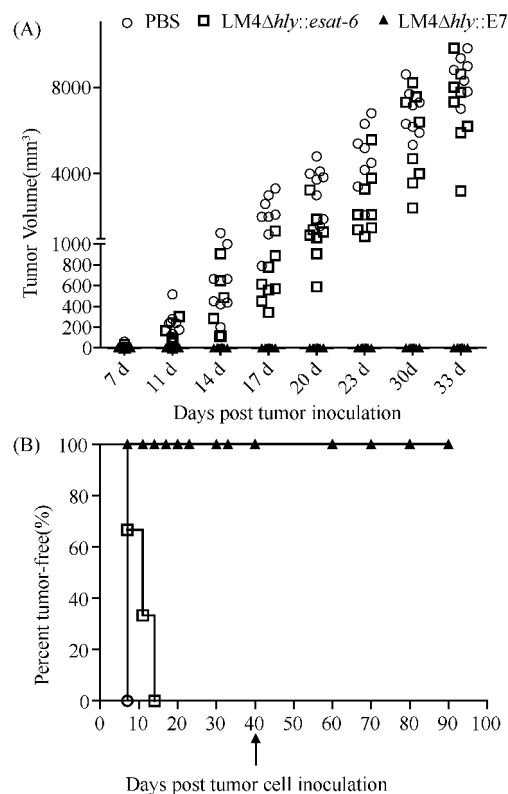 (A) PBS LM4Δhly::esat-6 LM4Δhly::E7
Tumor Volume(mm³)
8000
4000
1000
800
600
400
200
0
7 d 11 d 14 d 17 d 20 d 23 d 30d 33 d
Days post tumor inoculation
(B)
Percent tumor-free(%)
100
80
60
40
20
0
0 10 20 30 40 50 60 70 80 90 100
Days post tumor cell inoculation